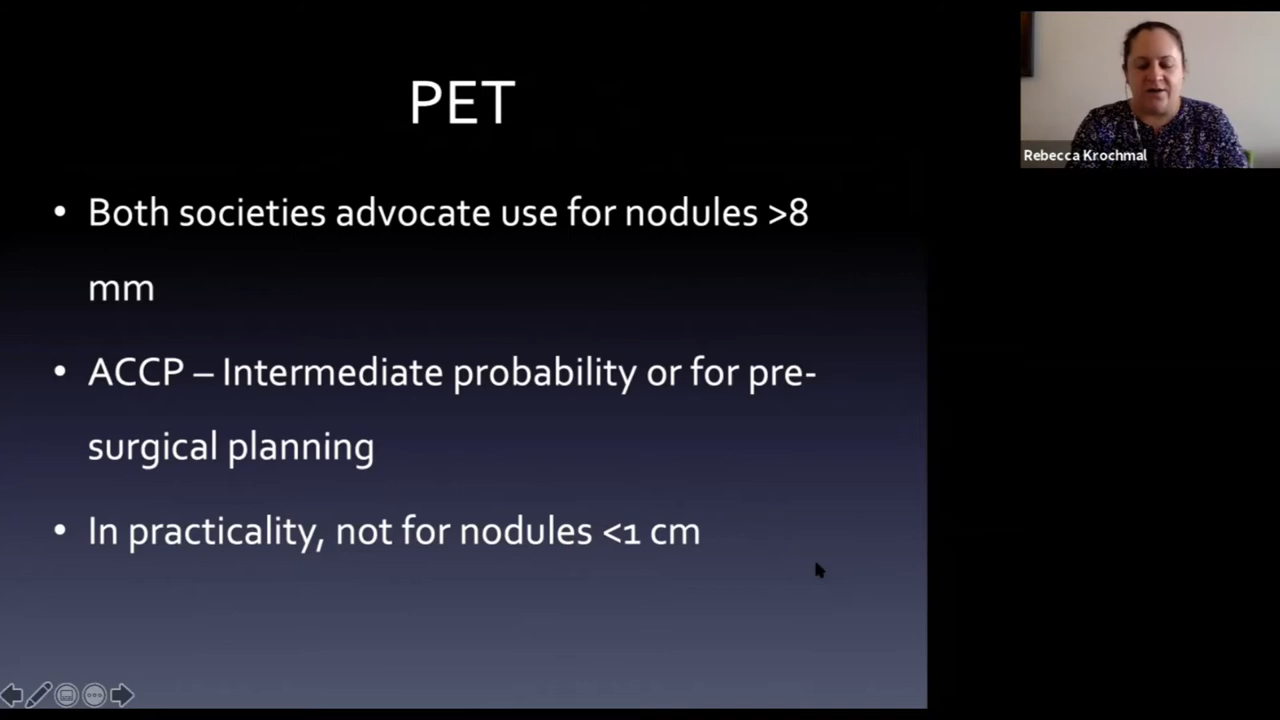 PET
Rebecca Krochmal
• Both societies advocate use for nodules >8
mm
• ACCP – Intermediate probability or for pre-
surgical planning
• In practicality, not for nodules <1 cm